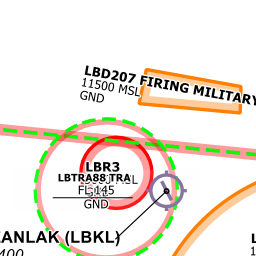 LBD207 FIRING MILITARY
11500 MSL
GND
LBR3
LBTRA88 TRA
FL 145
GND
ANLAK (LBKL)
400
L